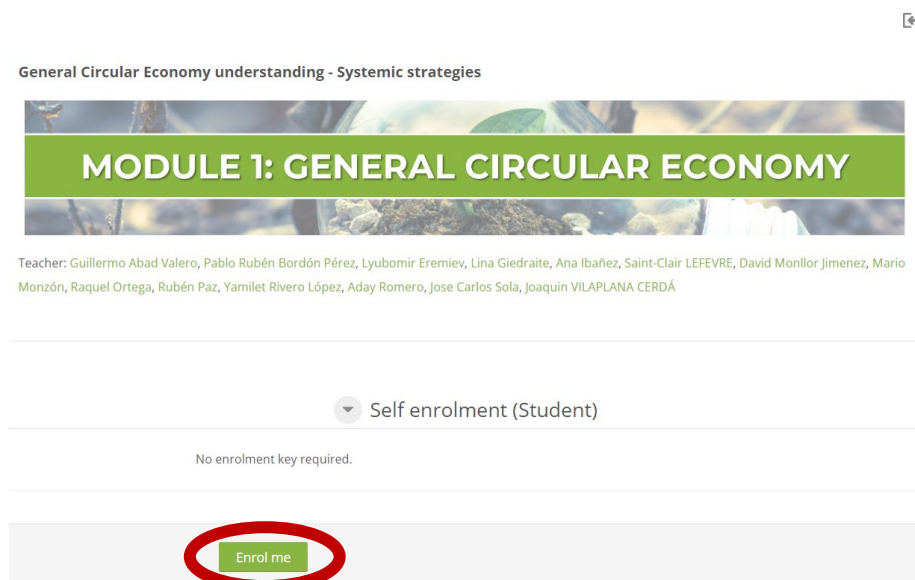 General Circular Economy understanding - Systemic strategies
MODULE 1: GENERAL CIRCULAR ECONOMY
Teacher: Guillermo Abad Valero, Pablo Rubén Bordón Pérez, Lyubomir Eremiev, Lina Giedraite, Ana Ibañez, Saint-Clair LEFEVRE, David Monllor Jimenez, Mario
Monzón, Raquel Ortega, Rubén Paz, Yamilet Rivero López, Aday Romero, Jose Carlos Sola, Joaquin VILAPLANA CERDÁ
Self enrolment (Student)
No enrolment key required.
Enrol me